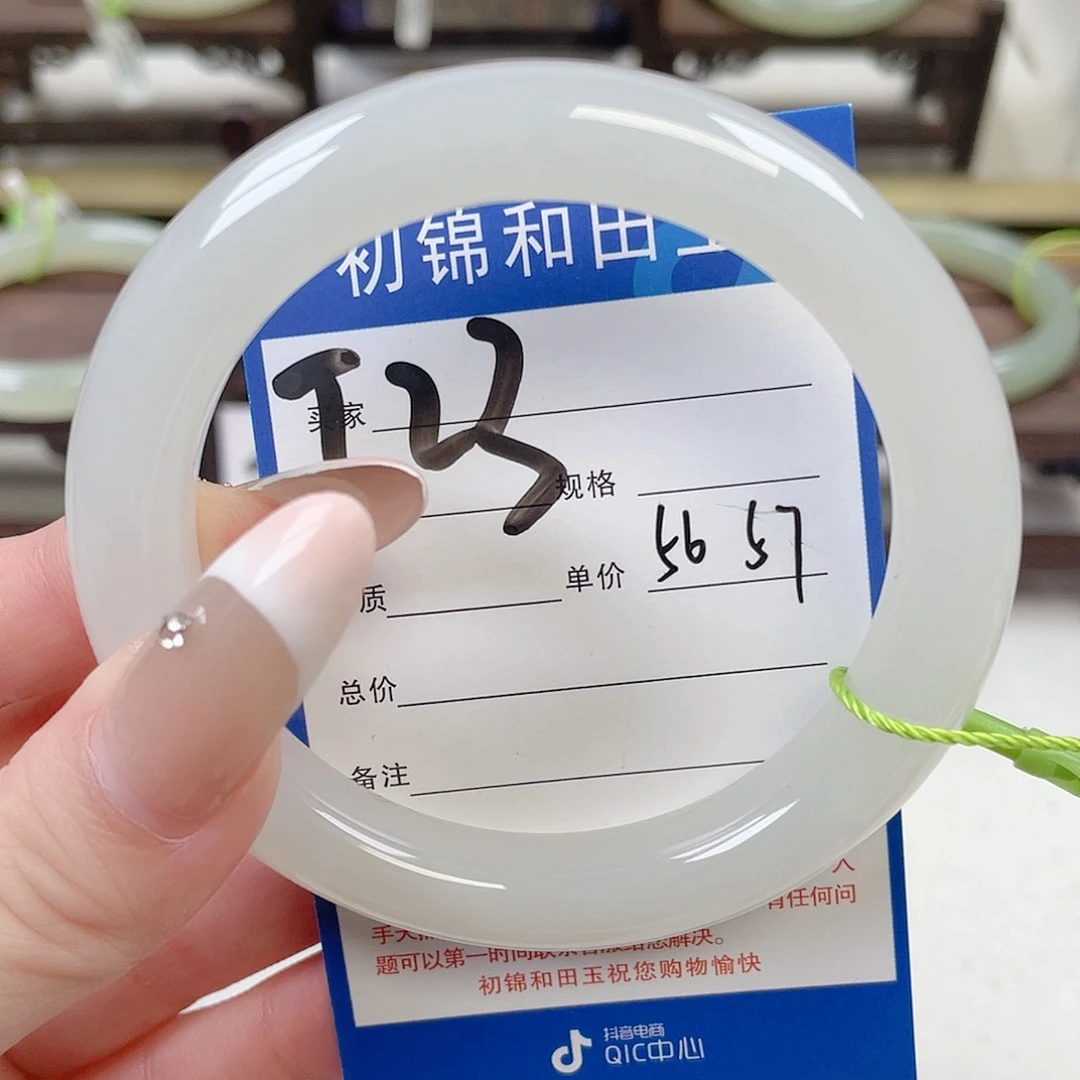 初锦和田玉
买家
规格
质
单价 56 57
总价
备注
有任何问
题可以第一时间联系客服给您解决。
初锦和田玉祝您购物愉快
抖音电商
QIC中心